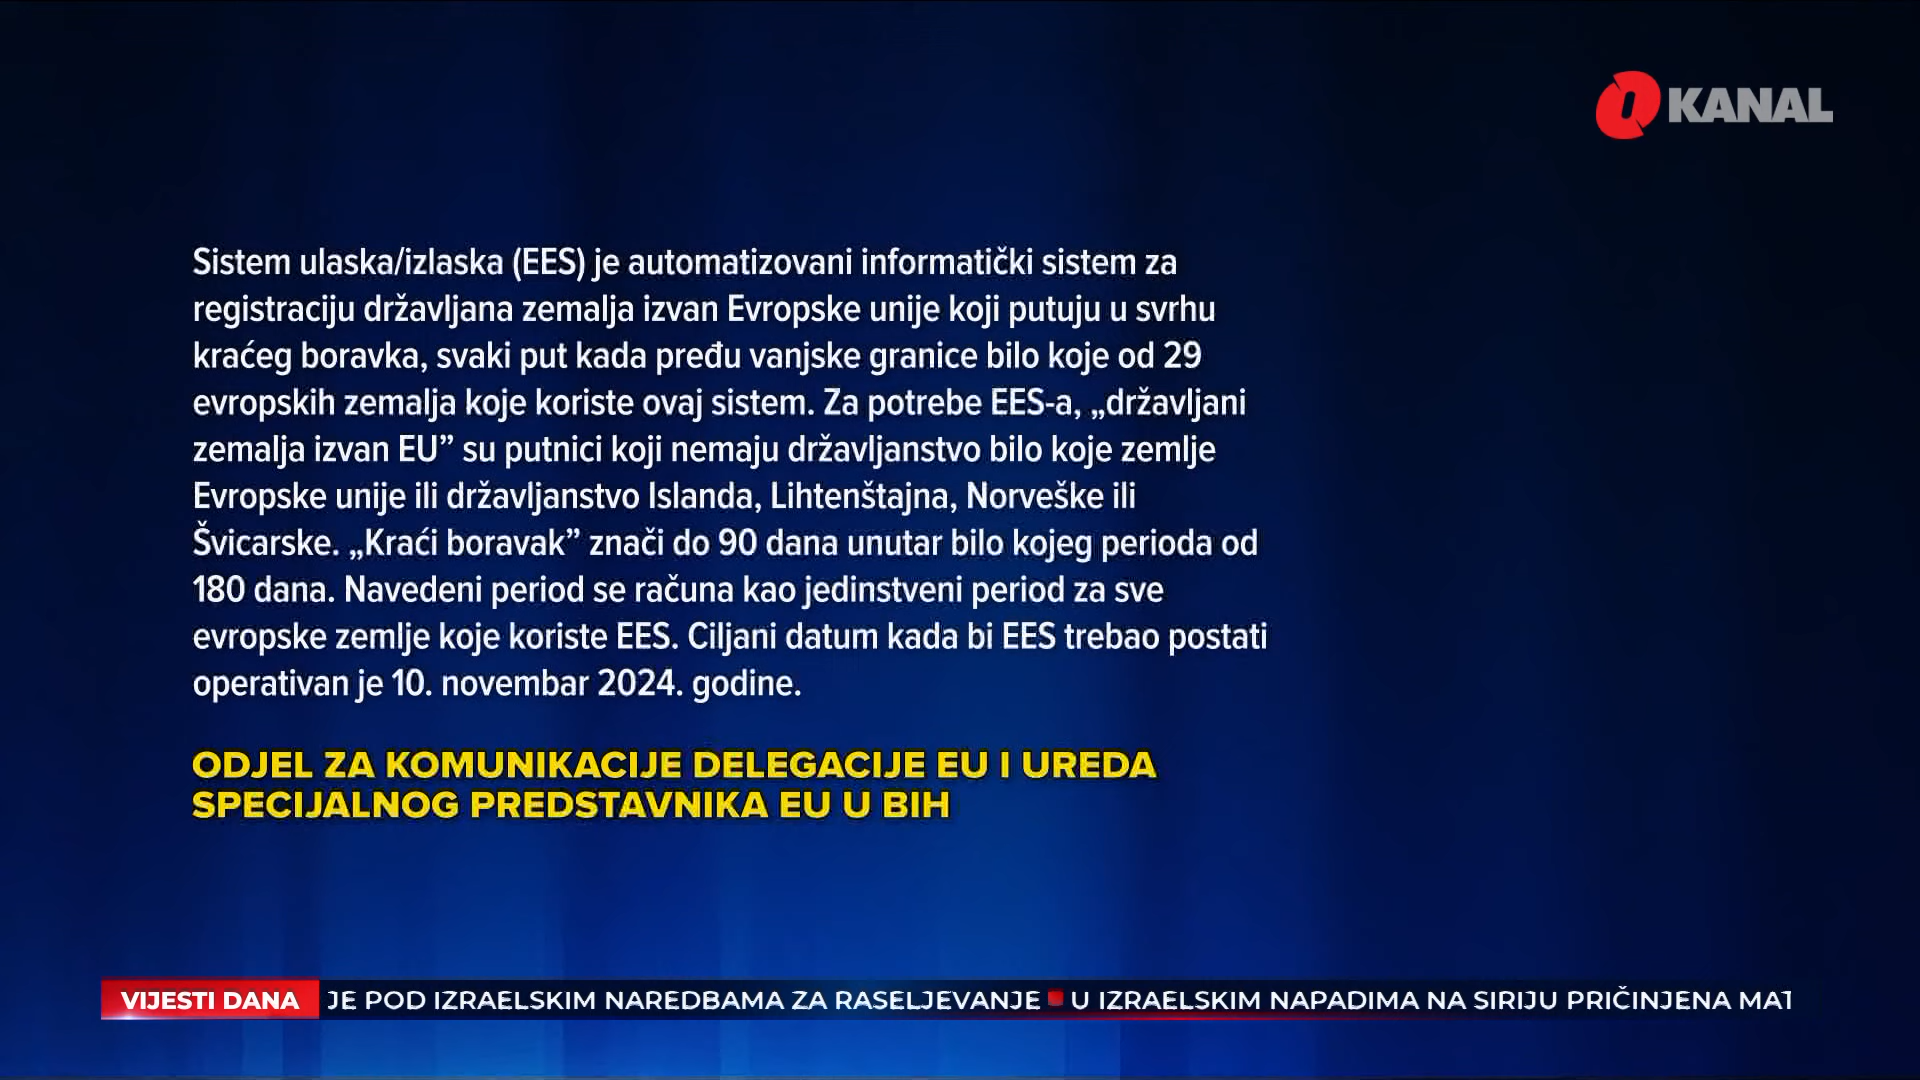 KANAL
Sistem ulaska/izlaska (EES) je automatizovani informatički sistem za
registraciju državljana zemalja izvan Evropske unije koji putuju u svrhu
kraćeg boravka, svaki put kada pređu vanjske granice bilo koje od 29
evropskih zemalja koje koriste ovaj sistem. Za potrebe EES-a, „državljani
zemalja izvan EU” su putnici koji nemaju državljanstvo bilo koje zemlje
Evropske unije ili državljanstvo Islanda, Lihtenštajna, Norveške ili
Švicarske. „Kraći boravak” znači do 90 dana unutar bilo kojeg perioda od
180 dana. Navedeni period se računa kao jedinstveni period za sve
evropske zemlje koje koriste EES. Ciljani datum kada bi EES trebao postati
operativan je 10. novembar 2024. godine.
ODJEL ZA KOMUNIKACIJE DELEGACIJE EU I UREDA
SPECIJALNOG PREDSTAVNIKA EU U BIH
VIJESTI DANA JE POD IZRAELSKIM NAREDBAMA ZA RASELJEVANJE U IZRAELSKIM NAPADIMA NA SIRIJU PRIČINJENA MAT